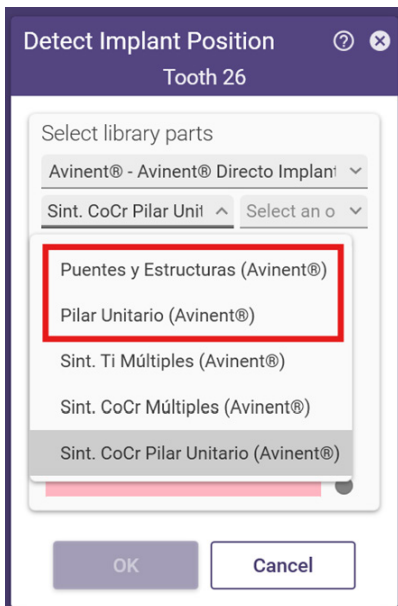 Detect Implant Position
Tooth 26
Select library parts
Avinent® - Avinent® Directo Implant
Sint. CoCr Pilar Unit Select an o
Puentes y Estructuras (Avinent®)
Pilar Unitario (Avinent®)
Sint. Ti Múltiples (Avinent®)
Sint. CoCr Múltiples (Avinent®)
Sint. CoCr Pilar Unitario (Avinent®)
OK Cancel